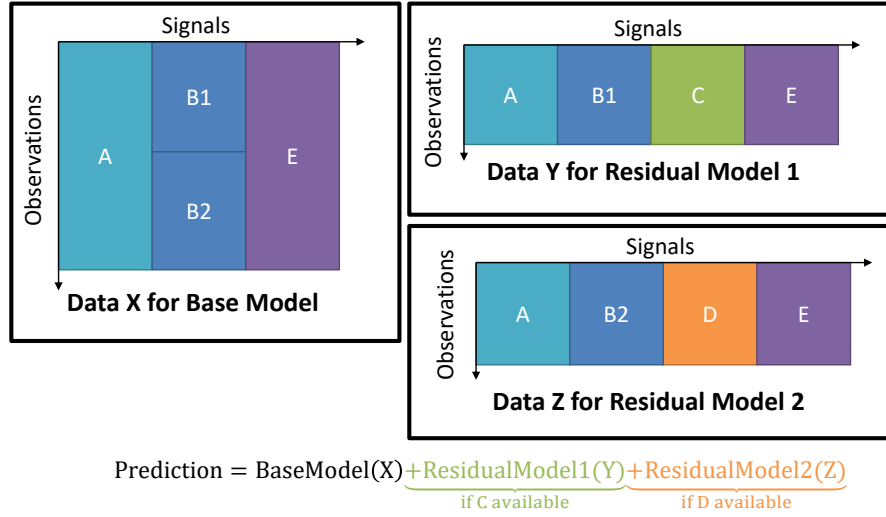 Signals
Observations
A
B1
B2
E
Data X for Base Model
Signals
Observations
A
B1
C
E
Data Y for Residual Model 1
Signals
Observations
A
B2
D
E
Data Z for Residual Model 2
Prediction = BaseModel(X)+ResidualModel1(Y)+ResidualModel2(Z)
if C available
if D available